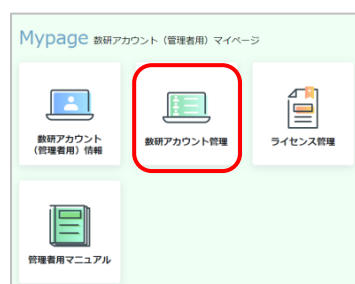 Mypage 数研アカウント（管理者用）マイページ
数研アカウント
（管理者用）情報
数研アカウント管理
ライセンス管理
管理者用マニュアル